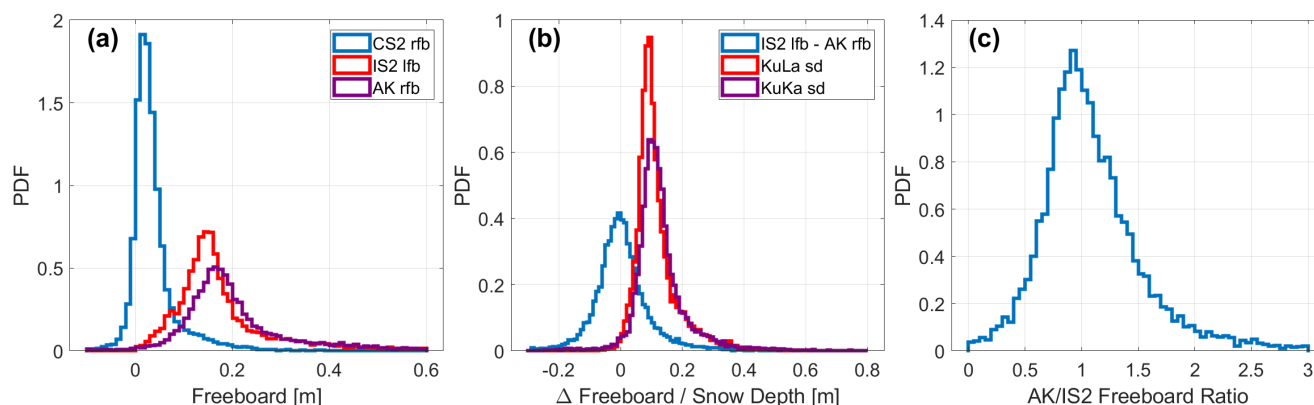 (a)
CS2 rfb
IS2 lfb
AK rfb
PDF
2
1.5
1
0.5
0
0 0.2 0.4 0.6
Freeboard [m]
(b)
IS2 lfb - AK rfb
KuLa sd
KuKa sd
PDF
1
0.8
0.6
0.4
0.2
0
-0.2 0 0.2 0.4 0.6 0.8
Δ Freeboard / Snow Depth [m]
(c)
PDF
1.4
1.2
1
0.8
0.6
0.4
0.2
0
0 0.5 1 1.5 2 2.5 3
AK/IS2 Freeboard Ratio